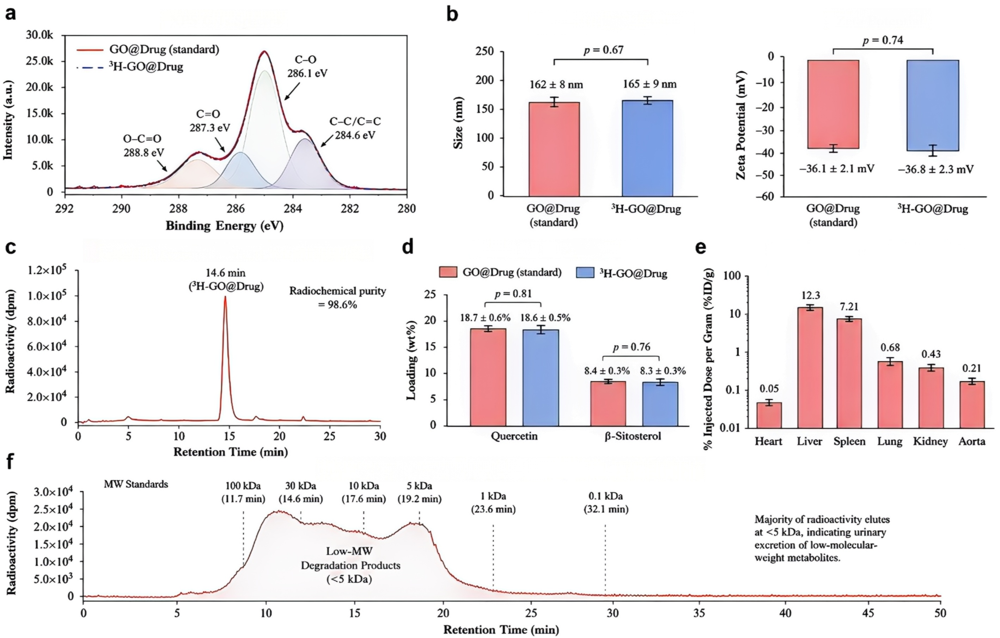 a
30.0k
25.0k
20.0k
15.0k
10.0k
5.0k
0
Intensity (a.u.)
GO@Drug (standard)
³H-GO@Drug
C–O
286.1 eV
C=O
287.3 eV
C–C/C=C
284.6 eV
O–C=O
288.8 eV
292
290
288
286
284
282
280
Binding Energy (eV)
b
250
200
150
100
50
0
Size (nm)
p = 0.67
162 ± 8 nm
165 ± 9 nm
GO@Drug
(standard)
³H-GO@Drug
0
–10
–20
–30
–40
–50
–60
Zeta Potential (mV)
p = 0.74
–36.1 ± 2.1 mV
–36.8 ± 2.3 mV
GO@Drug
(standard)
³H-GO@Drug
c
1.2×10⁵
1.0×10⁵
8.0×10⁴
6.0×10⁴
4.0×10⁴
2.0×10⁴
0
Radioactivity (dpm)
14.6 min
(³H-GO@Drug)
Radiochemical purity
= 98.6%
0
5
10
15
20
25
30
Retention Time (min)
d
GO@Drug (standard)
³H-GO@Drug
25
20
15
10
5
0
Loading (wt%)
p = 0.81
18.7 ± 0.6%
18.6 ± 0.5%
p = 0.76
8.4 ± 0.3%
8.3 ± 0.3%
Quercetin
β-Sitosterol
e
100
10
1
0.1
0.01
% Injected Dose per Gram (%ID/g)
0.05
12.3
7.21
0.68
0.43
0.21
Heart
Liver
Spleen
Lung
Kidney
Aorta
f
3.0×10⁴
2.5×10⁴
2.0×10⁴
1.5×10⁴
1.0×10⁴
5.0×10³
0
Radioactivity (dpm)
MW Standards
100 kDa
(11.7 min)
30 kDa
(14.6 min)
10 kDa
(17.6 min)
5 kDa
(19.2 min)
1 kDa
(23.6 min)
0.1 kDa
(32.1 min)
Low-MW
Degradation Products
(<5 kDa)
Majority of radioactivity elutes
at <5 kDa, indicating urinary
excretion of low-molecular-
weight metabolites.
0
5
10
15
20
25
30
35
40
45
50
Retention Time (min)